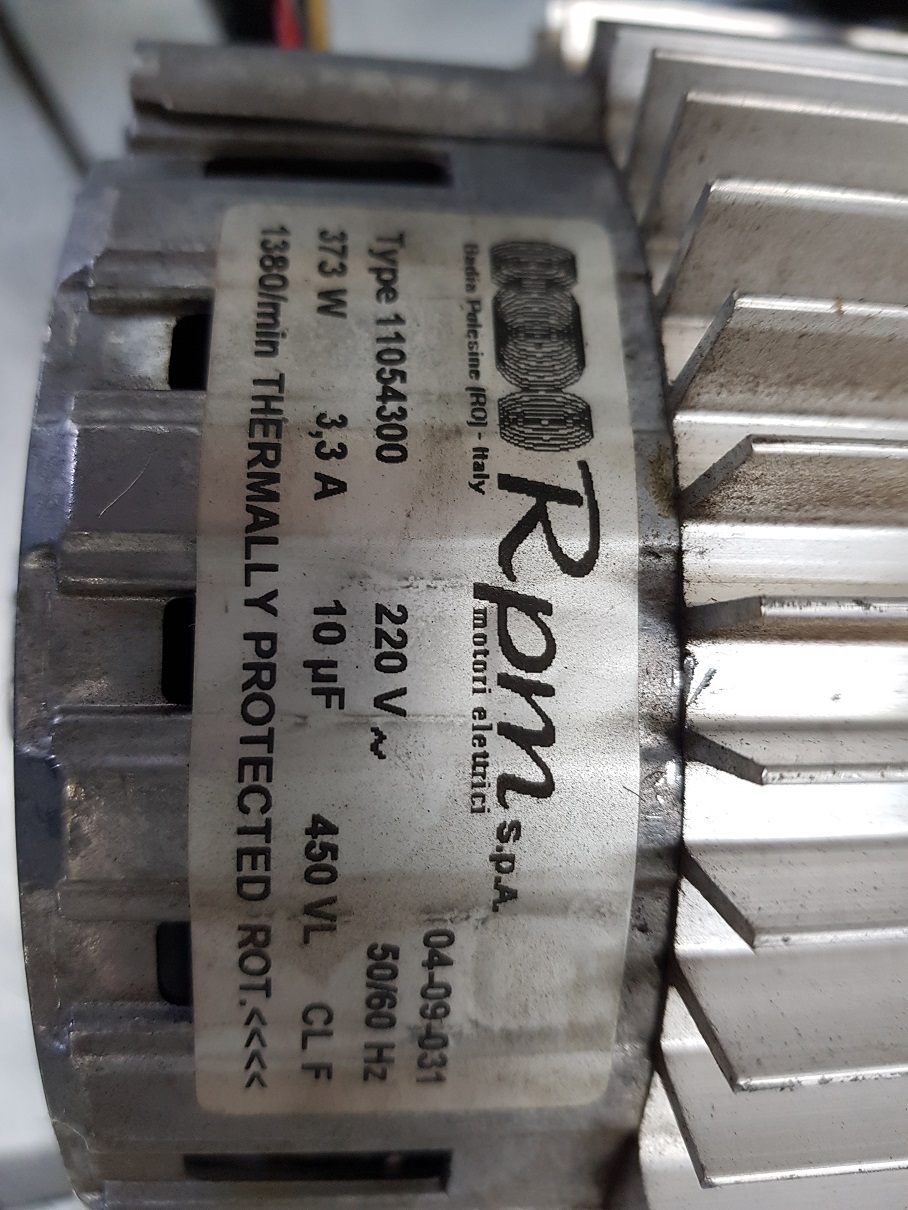 Rpm s.p.A.
motori elettrici
Badia Polesine (RO) - Italy
04-09-031
Type 11054300 220 V ~ 50/60 Hz
373 W 3,3 A 10 µF 450 VL CL F
1380/min THERMALLY PROTECTED ROT.<<<<